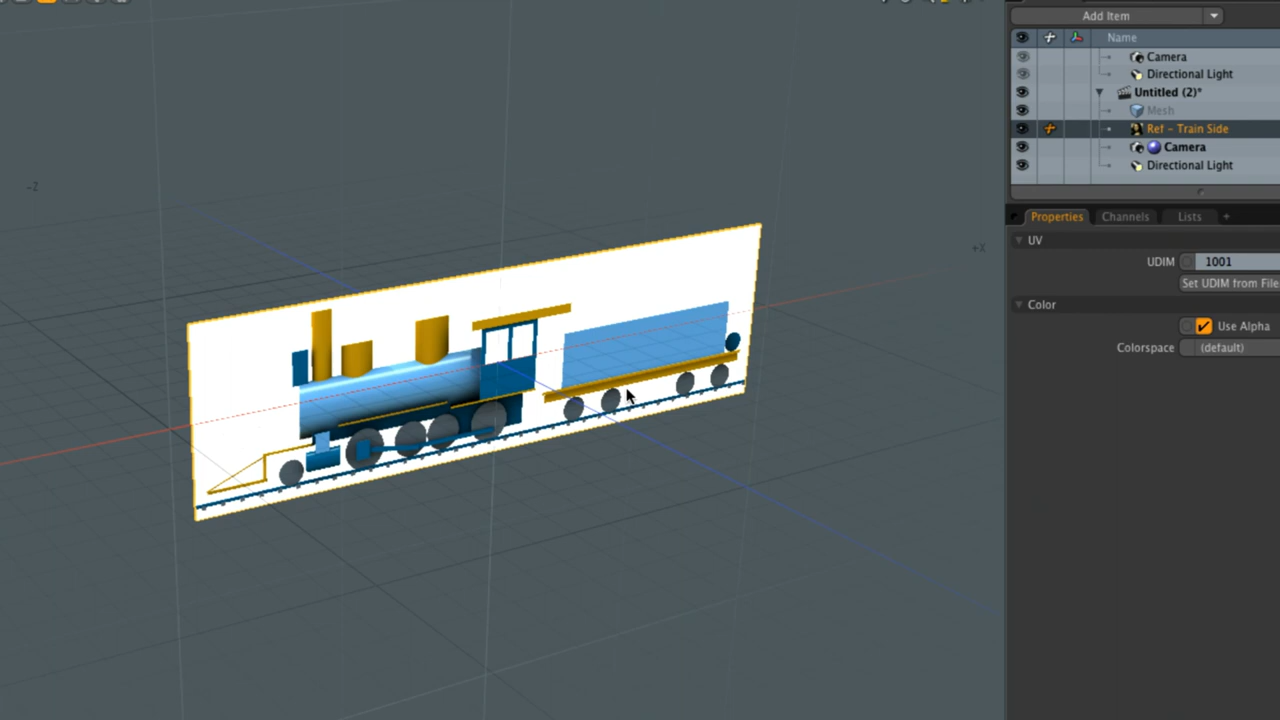 Add Item
Name
Camera
Directional Light
Untitled (2)*
Mesh
Ref - Train Side
Camera
Directional Light
Properties Channels Lists +
UV
UDIM 1001
Set UDIM from File
Color
Use Alpha
Colorspace (default)
-Z
+X